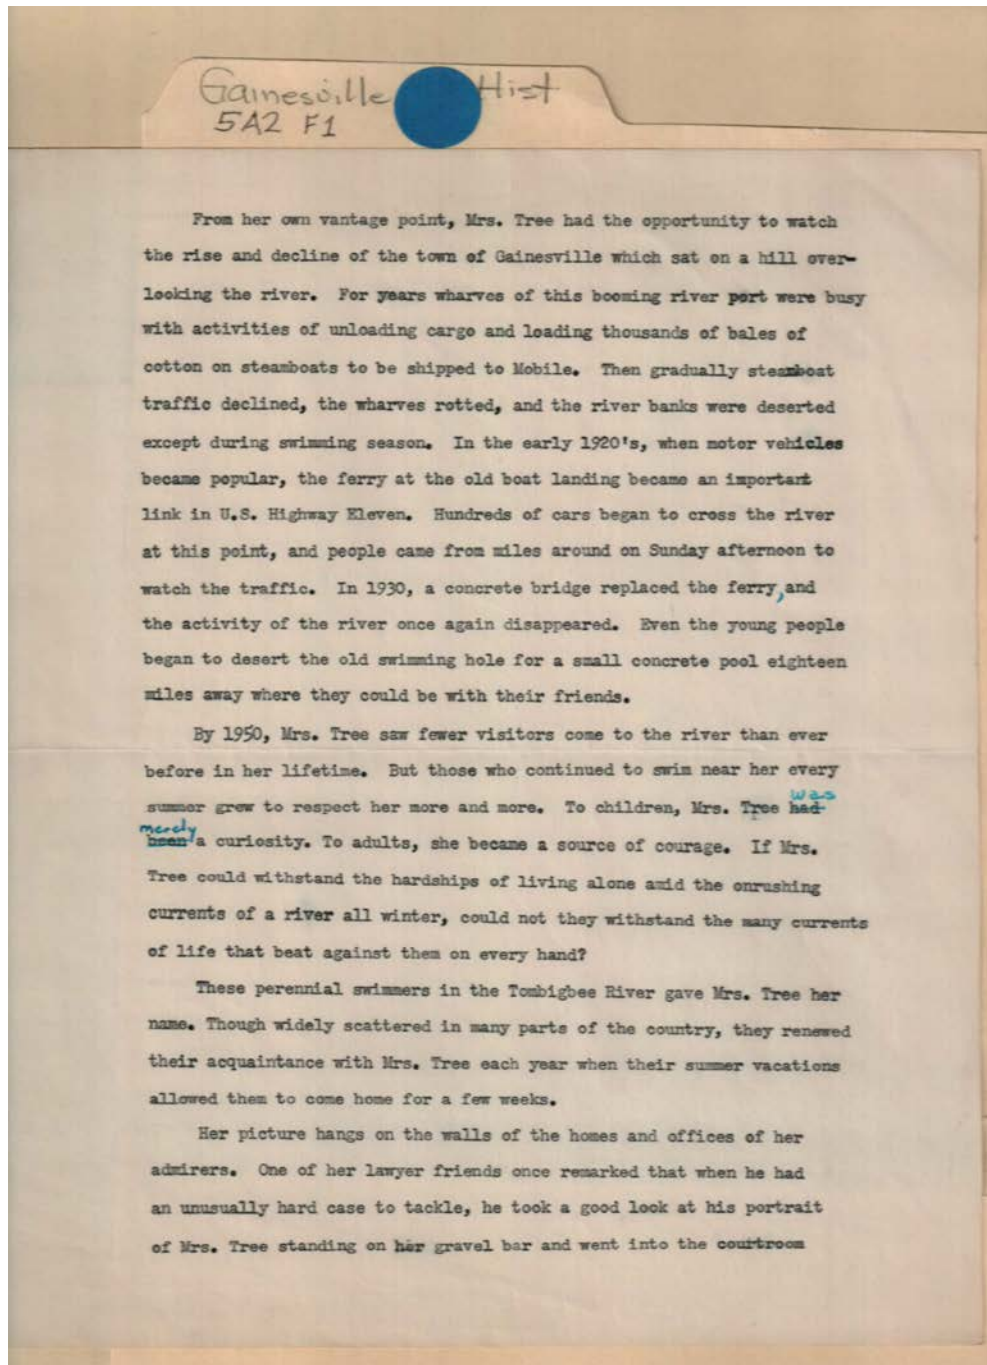 Gainesville Hist
5A2 F1
From her own vantage point, Mrs. Tree had the opportunity to watch
the rise and decline of the town of Gainesville which sat on a hill over-
looking the river. For years wharves of this booming river port were busy
with activities of unloading cargo and loading thousands of bales of
cotton on steamboats to be shipped to Mobile. Then gradually steamboat
traffic declined, the wharves rotted, and the river banks were deserted
except during swimming season. In the early 1920's, when motor vehicles
became popular, the ferry at the old boat landing became an important
link in U.S. Highway Eleven. Hundreds of cars began to cross the river
at this point, and people came from miles around on Sunday afternoon to
watch the traffic. In 1930, a concrete bridge replaced the ferry, and
the activity of the river once again disappeared. Even the young people
began to desert the old swimming hole for a small concrete pool eighteen
miles away where they could be with their friends.
By 1950, Mrs. Tree saw fewer visitors come to the river than ever
before in her lifetime. But those who continued to swim near her every
was
summer grew to respect her more and more. To children, Mrs. Tree had
merely
been a curiosity. To adults, she became a source of courage. If Mrs.
Tree could withstand the hardships of living alone amid the onrushing
currents of a river all winter, could not they withstand the many currents
of life that beat against them on every hand?
These perennial swimmers in the Tombigbee River gave Mrs. Tree her
name. Though widely scattered in many parts of the country, they renewed
their acquaintance with Mrs. Tree each year when their summer vacations
allowed them to come home for a few weeks.
Her picture hangs on the walls of the homes and offices of her
admirers. One of her lawyer friends once remarked that when he had
an unusually hard case to tackle, he took a good look at his portrait
of Mrs. Tree standing on her gravel bar and went into the courtroom